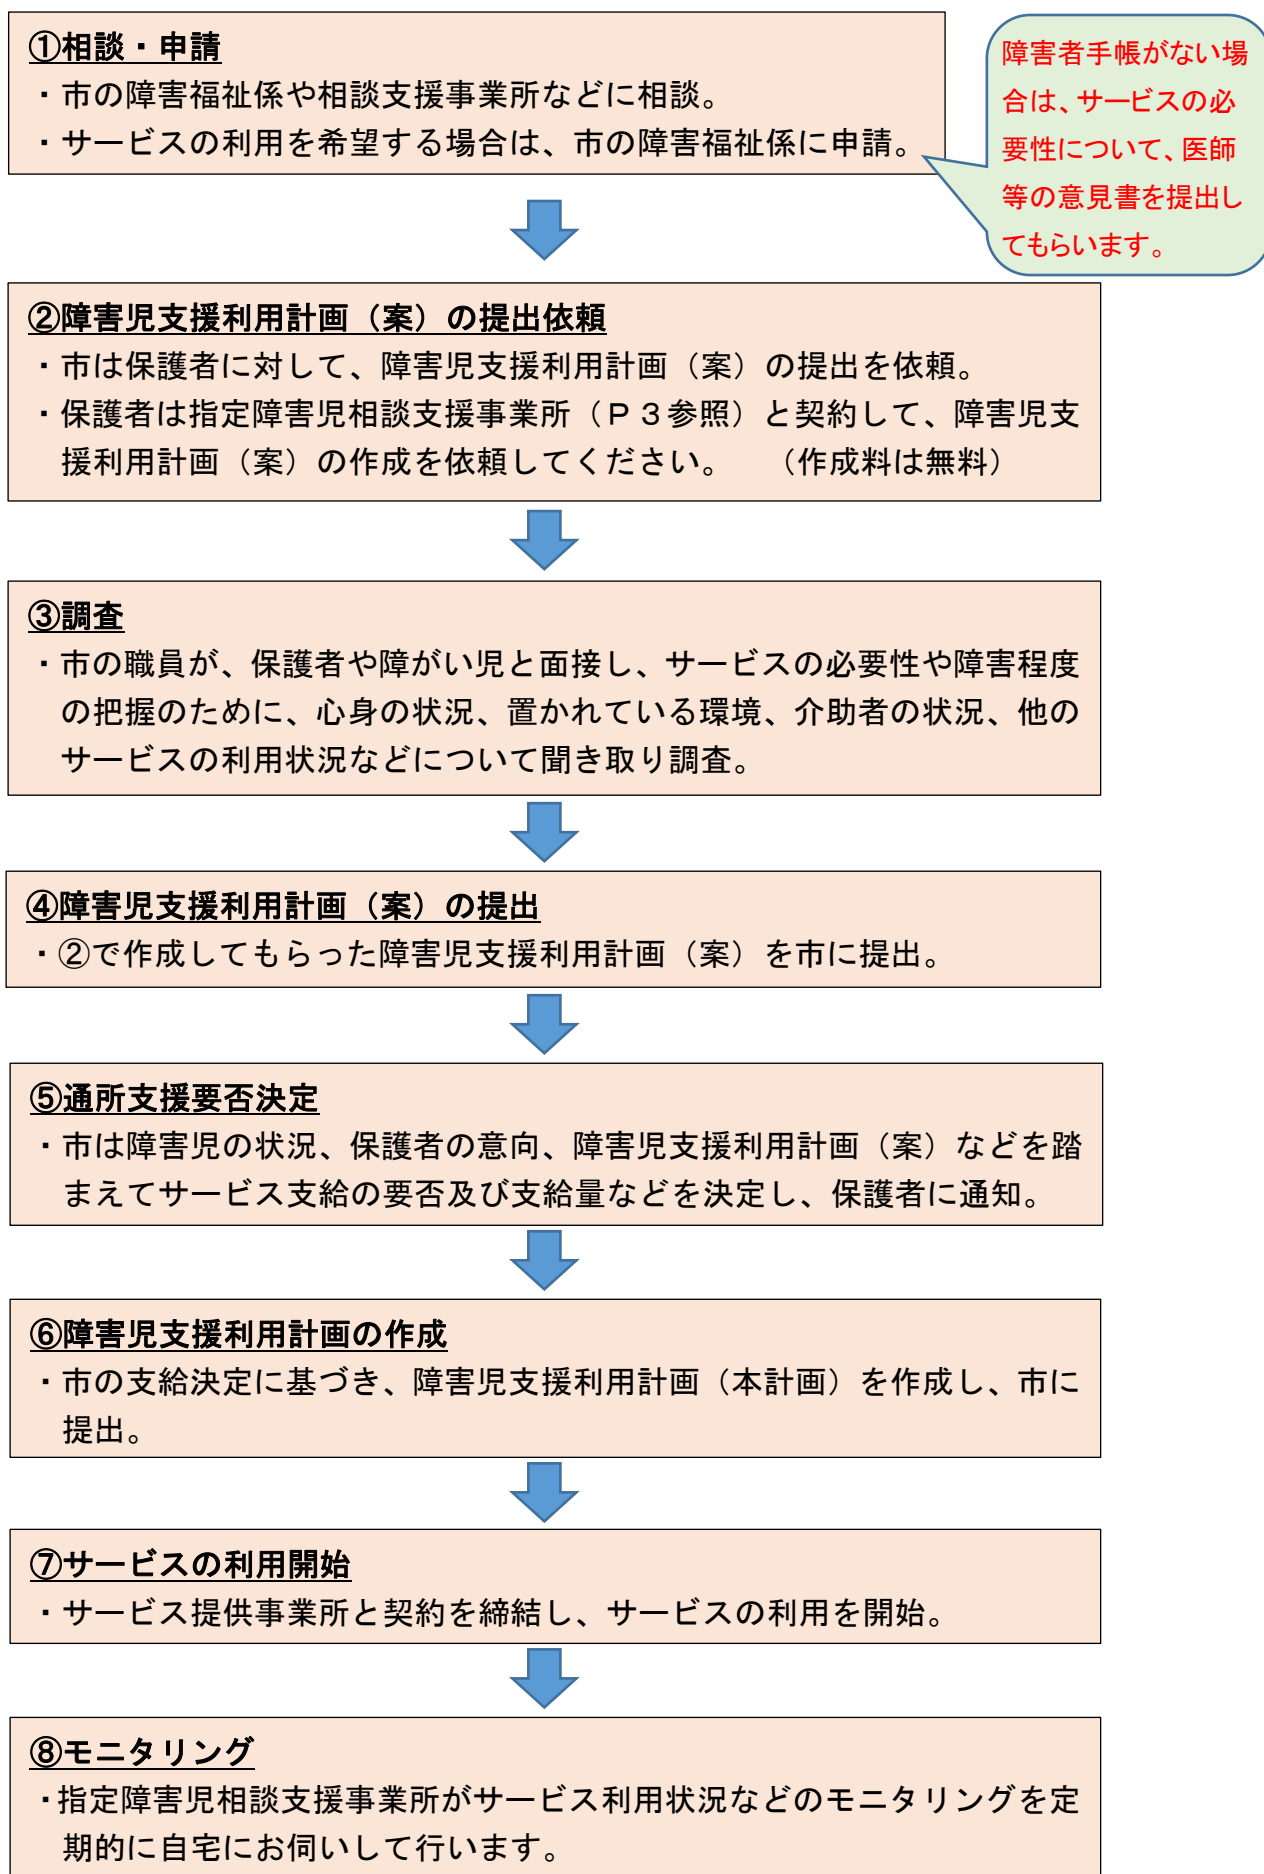 ①相談・申請
・市の障害福祉係や相談支援事業所などに相談。
・サービスの利用を希望する場合は、市の障害福祉係に申請。
障害者手帳がない場
合は、サービスの必
要性について、医師
等の意見書を提出し
てもらいます。
②障害児支援利用計画（案）の提出依頼
・市は保護者に対して、障害児支援利用計画（案）の提出を依頼。
・保護者は指定障害児相談支援事業所（Ｐ３参照）と契約して、障害児支
援利用計画（案）の作成を依頼してください。　（作成料は無料）
③調査
・市の職員が、保護者や障がい児と面接し、サービスの必要性や障害程度
の把握のために、心身の状況、置かれている環境、介助者の状況、他の
サービスの利用状況などについて聞き取り調査。
④障害児支援利用計画（案）の提出
・②で作成してもらった障害児支援利用計画（案）を市に提出。
⑤通所支援要否決定
・市は障害児の状況、保護者の意向、障害児支援利用計画（案）などを踏
まえてサービス支給の要否及び支給量などを決定し、保護者に通知。
⑥障害児支援利用計画の作成
・市の支給決定に基づき、障害児支援利用計画（本計画）を作成し、市に
提出。
⑦サービスの利用開始
・サービス提供事業所と契約を締結し、サービスの利用を開始。
⑧モニタリング
・指定障害児相談支援事業所がサービス利用状況などのモニタリングを定
期的に自宅にお伺いして行います。